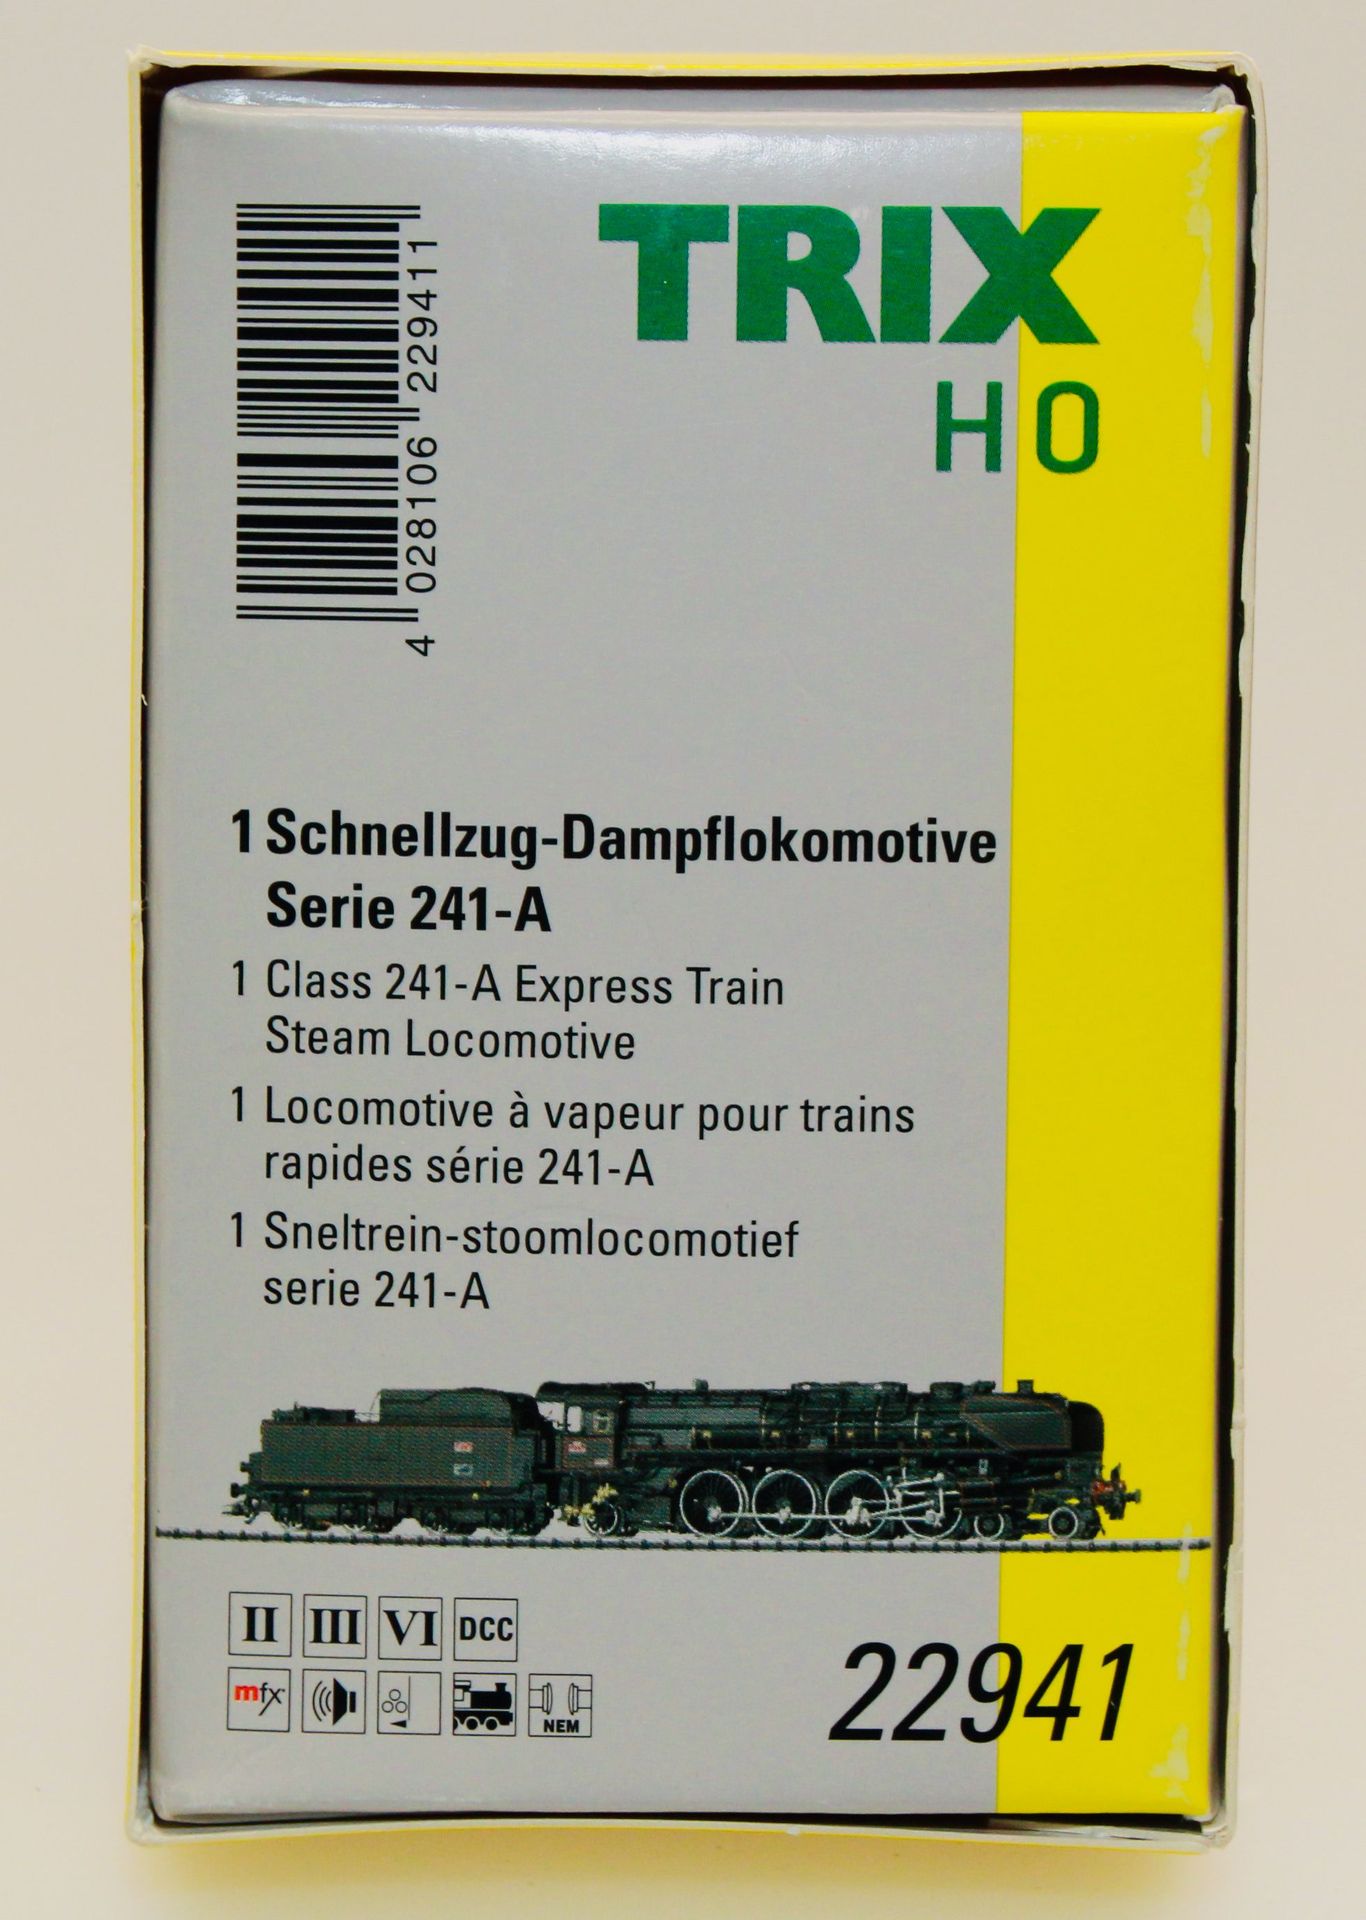 TRIX
H0
4 028106 229411
1 Schnellzug-Dampflokomotive
Serie 241-A
1 Class 241-A Express Train
Steam Locomotive
1 Locomotive à vapeur pour trains
rapides série 241-A
1 Sneltrein-stoomlocomotief
serie 241-A
II III VI DCC
mfx NEM
22941